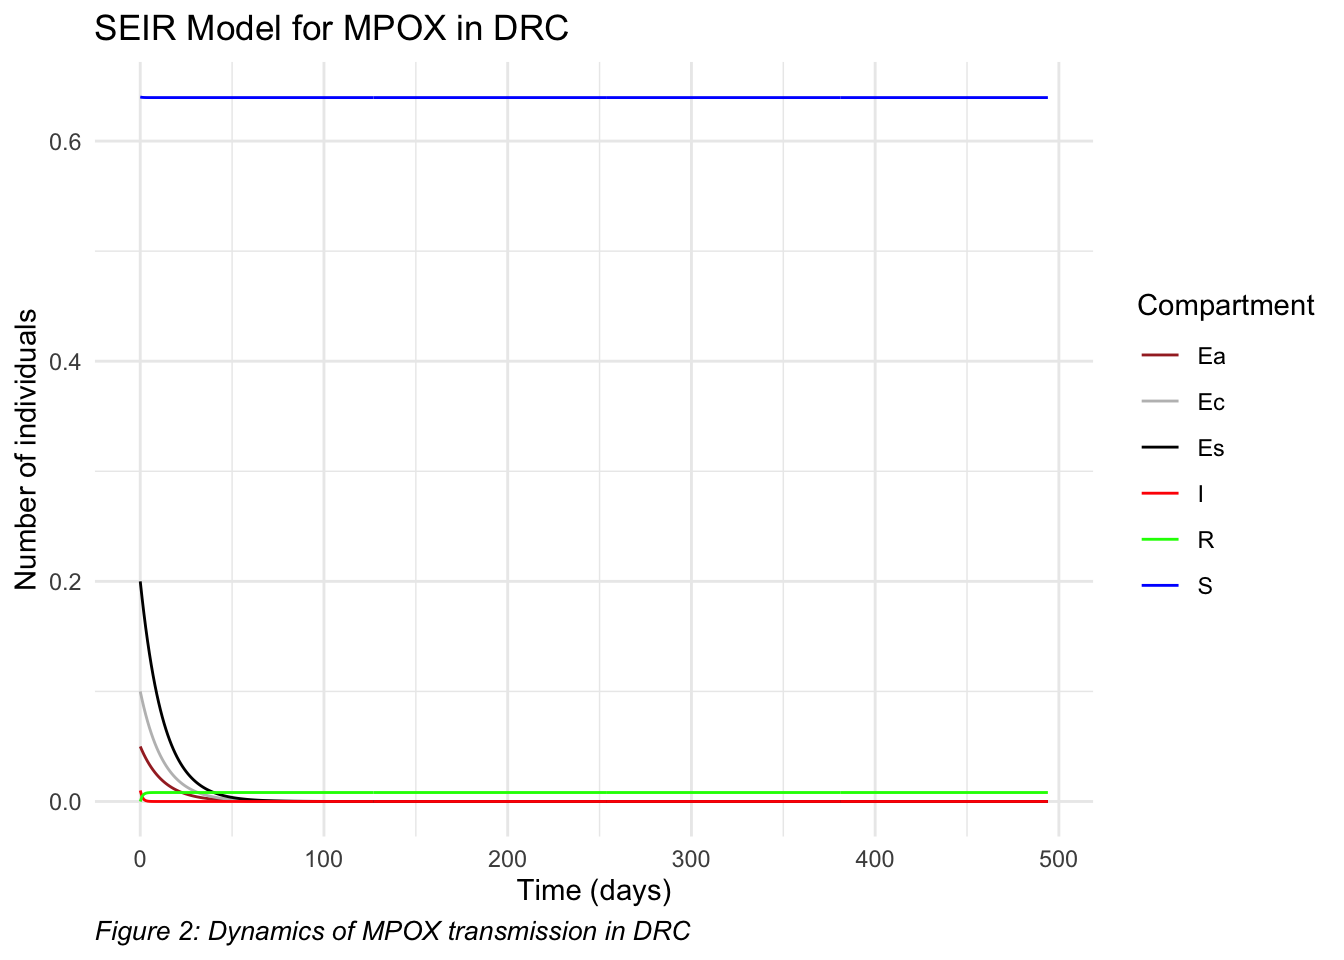 SEIR Model for MPOX in DRC
Number of individuals
0.6
0.4
0.2
0.0
0 100 200 300 400 500
Time (days)
Compartment
Ea
Ec
Es
I
R
S
Figure 2: Dynamics of MPOX transmission in DRC